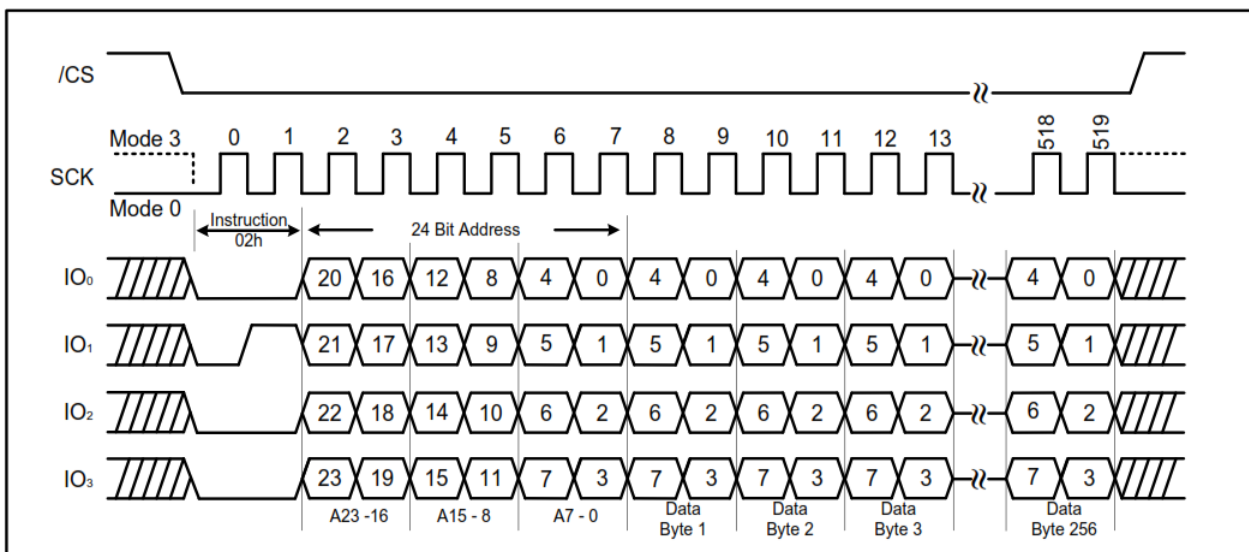 /CS
Mode 3 0 1 2 3 4 5 6 7 8 9 10 11 12 13 518 519
SCK
Mode 0
Instruction
02h
24 Bit Address
IO₀ 20 16 12 8 4 0 4 0 4 0 4 0 4 0
IO₁ 21 17 13 9 5 1 5 1 5 1 5 1 5 1
IO₂ 22 18 14 10 6 2 6 2 6 2 6 2 6 2
IO₃ 23 19 15 11 7 3 7 3 7 3 7 3 7 3
A23 -16 A15 - 8 A7 - 0 Data Data Data Data
Byte 1 Byte 2 Byte 3 Byte 256